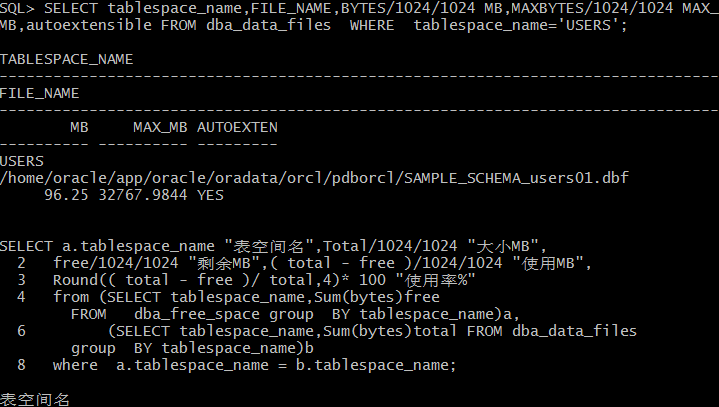 SQL> SELECT tablespace_name,FILE_NAME,BYTES/1024/1024 MB,MAXBYTES/1024/1024 MAX_
MB,autoextensible FROM dba_data_files  WHERE  tablespace_name='USERS';
TABLESPACE_NAME
--------------------------------------------------------------------------------
FILE_NAME
--------------------------------------------------------------------------------
        MB     MAX_MB AUTOEXTEN
---------- ---------- ---------
USERS
/home/oracle/app/oracle/oradata/orcl/pdborcl/SAMPLE_SCHEMA_users01.dbf
     96.25 32767.9844 YES
SELECT a.tablespace_name "表空间名",Total/1024/1024 "大小MB",
  2   free/1024/1024 "剩余MB",( total - free )/1024/1024 "使用MB",
  3   Round(( total - free )/ total,4)* 100 "使用率%"
  4   from (SELECT tablespace_name,Sum(bytes)free
        FROM   dba_free_space group  BY tablespace_name)a,
  6         (SELECT tablespace_name,Sum(bytes)total FROM dba_data_files
        group  BY tablespace_name)b
  8   where  a.tablespace_name = b.tablespace_name;
表空间名